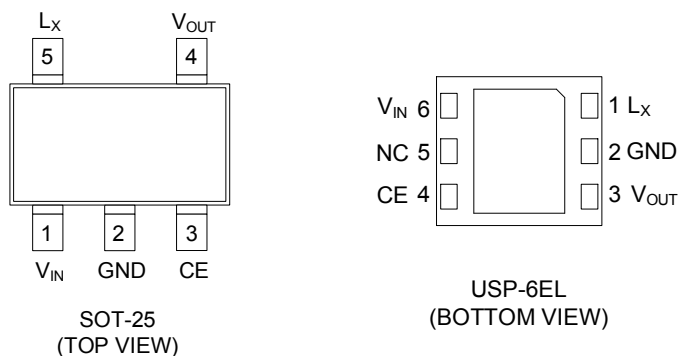 LX VOUT
5 4
1 2 3
VIN GND CE
SOT-25
(TOP VIEW)
VIN 6 1 LX
NC 5 2 GND
CE 4 3 VOUT
USP-6EL
(BOTTOM VIEW)